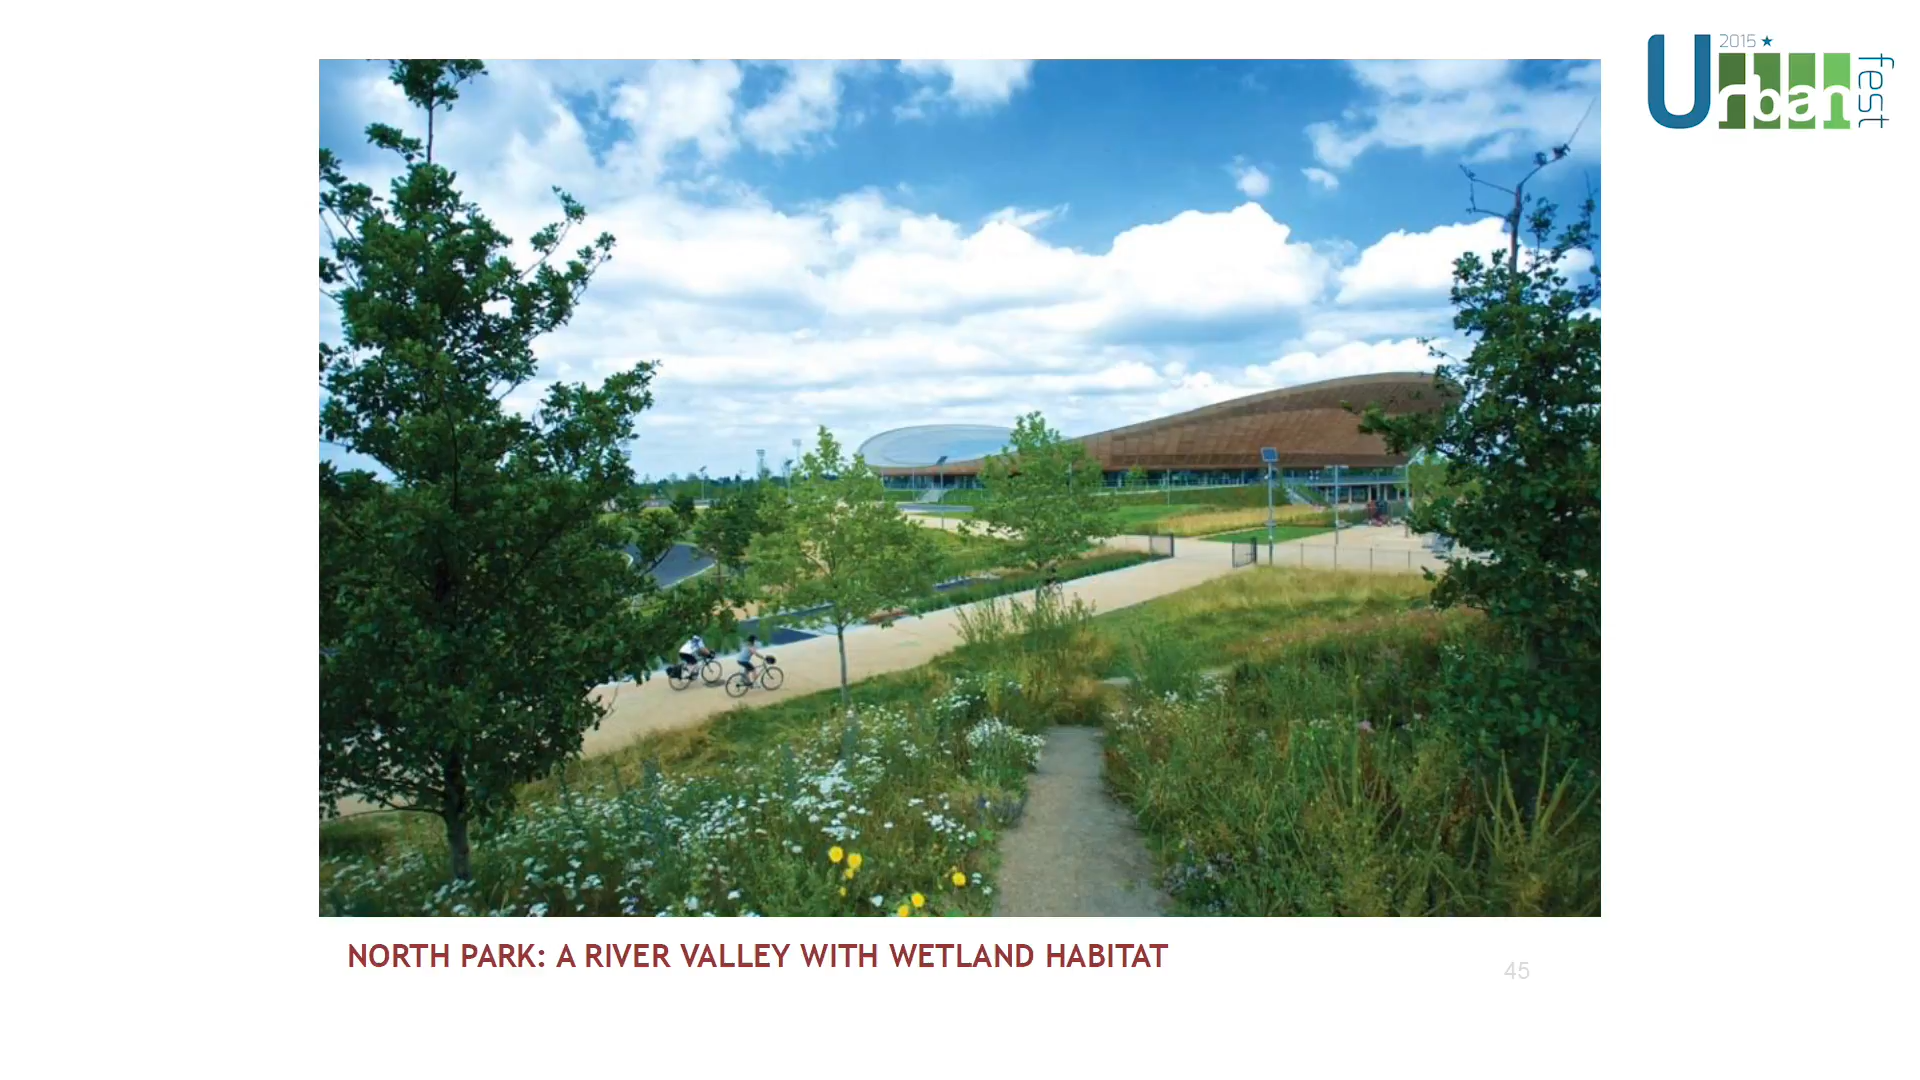 2015
Urban fest
NORTH PARK: A RIVER VALLEY WITH WETLAND HABITAT
45